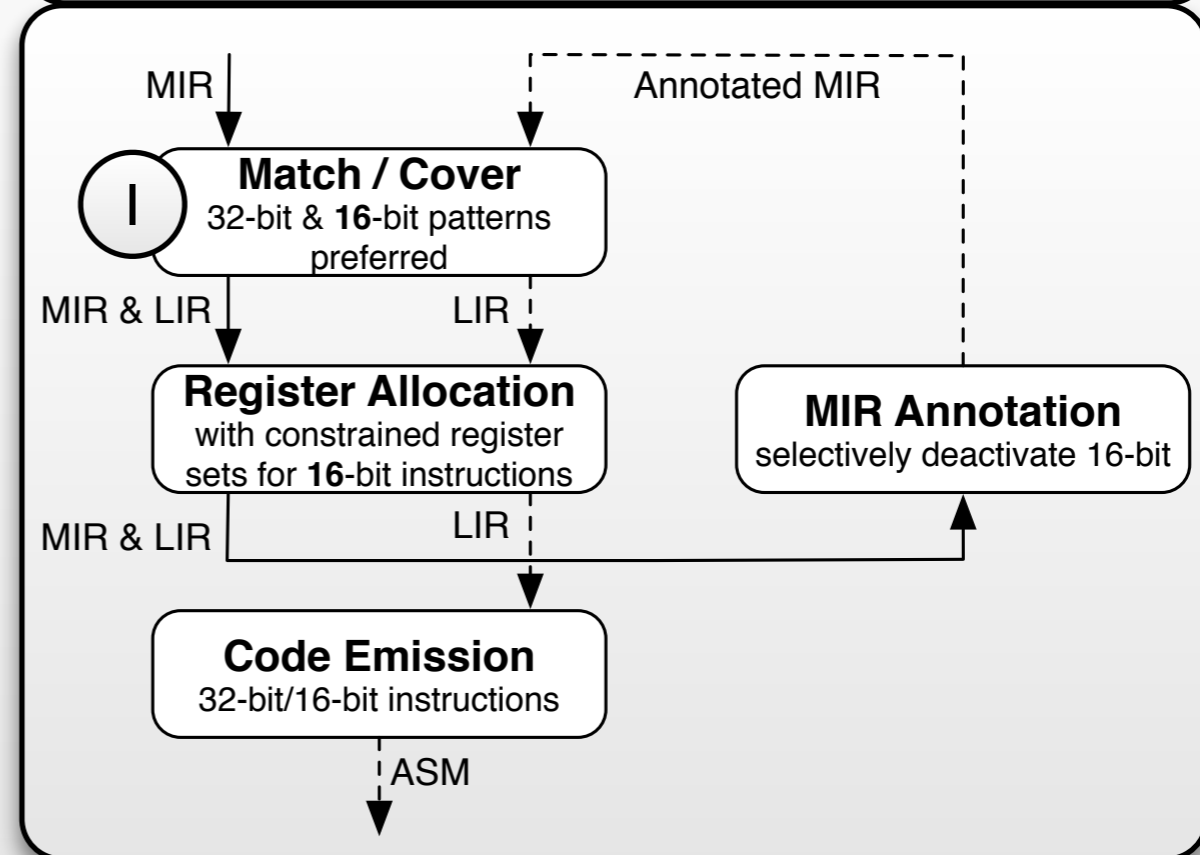 MIR
Annotated MIR
I
Match / Cover
32-bit & 16-bit patterns
preferred
MIR & LIR
LIR
Register Allocation
with constrained register
sets for 16-bit instructions
MIR Annotation
selectively deactivate 16-bit
MIR & LIR
LIR
Code Emission
32-bit/16-bit instructions
ASM